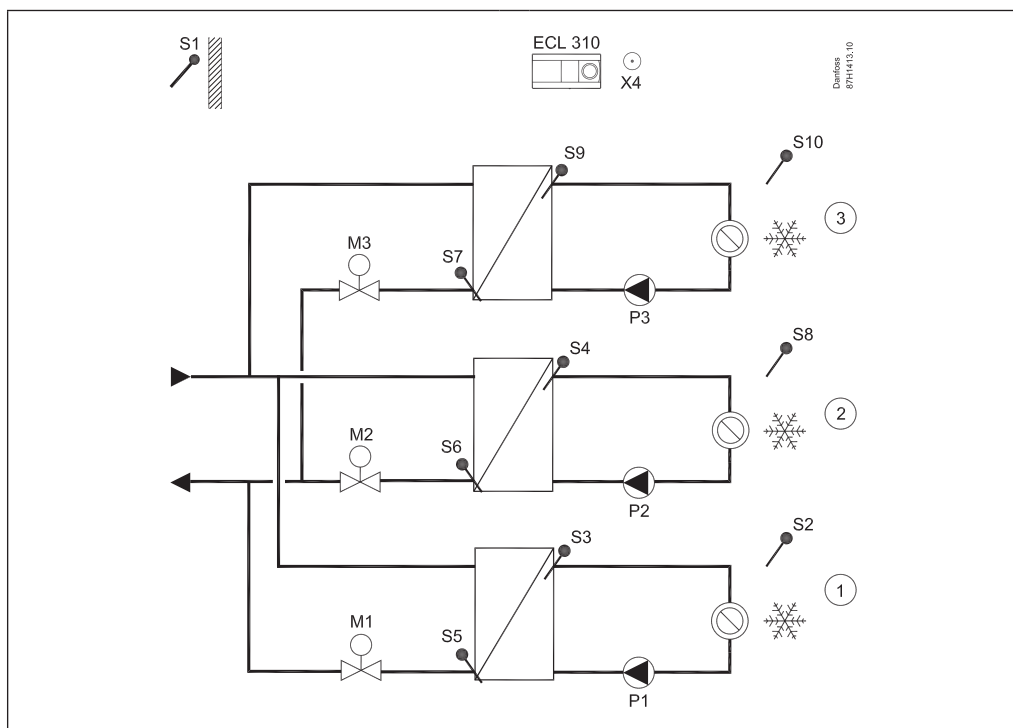 S1
ECL 310
X4
Danfoss
87H1413.10
S9
S10
3
M3
S7
P3
S4
S8
2
M2
S6
P2
S3
S2
1
M1
S5
P1